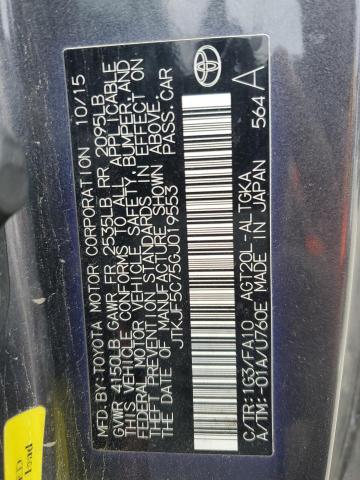 MFD. BY: TOYOTA MOTOR CORPORATION 10/15
GVWR 4150LB GAWR FR 2535LB RR 2095LB
THIS VEHICLE CONFORMS TO ALL APPLICABLE
FEDERAL MOTOR VEHICLE SAFETY, BUMPER, AND
THEFT PREVENTION STANDARDS IN EFFECT ON
THE DATE OF MANUFACTURE SHOWN ABOVE.
JTKJF5C75GJ019553 PASS. CAR
C/TR: 1G3/FA10 AGT20L-ALTGKA
A/TM: -01A/U760E MADE IN JAPAN 564 A
TOYOTA